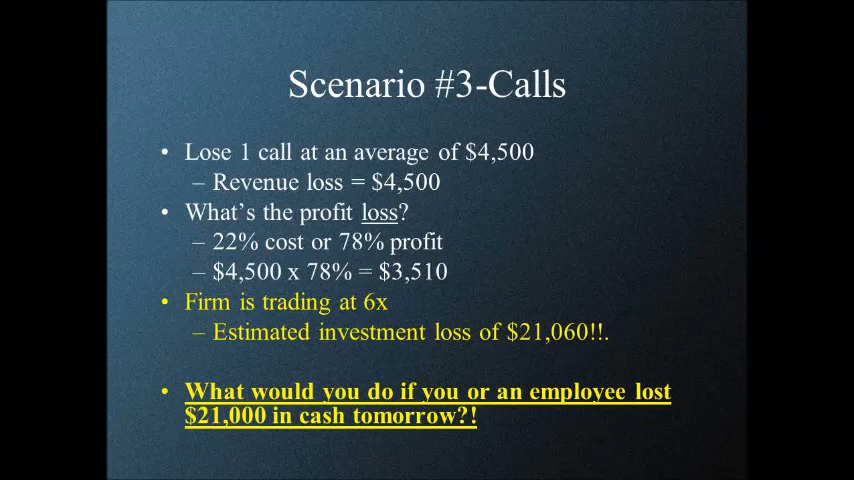 Scenario #3-Calls
• Lose 1 call at an average of $4,500
– Revenue loss = $4,500
• What’s the profit loss?
– 22% cost or 78% profit
– $4,500 x 78% = $3,510
• Firm is trading at 6x
– Estimated investment loss of $21,060!!.
• What would you do if you or an employee lost
$21,000 in cash tomorrow?!